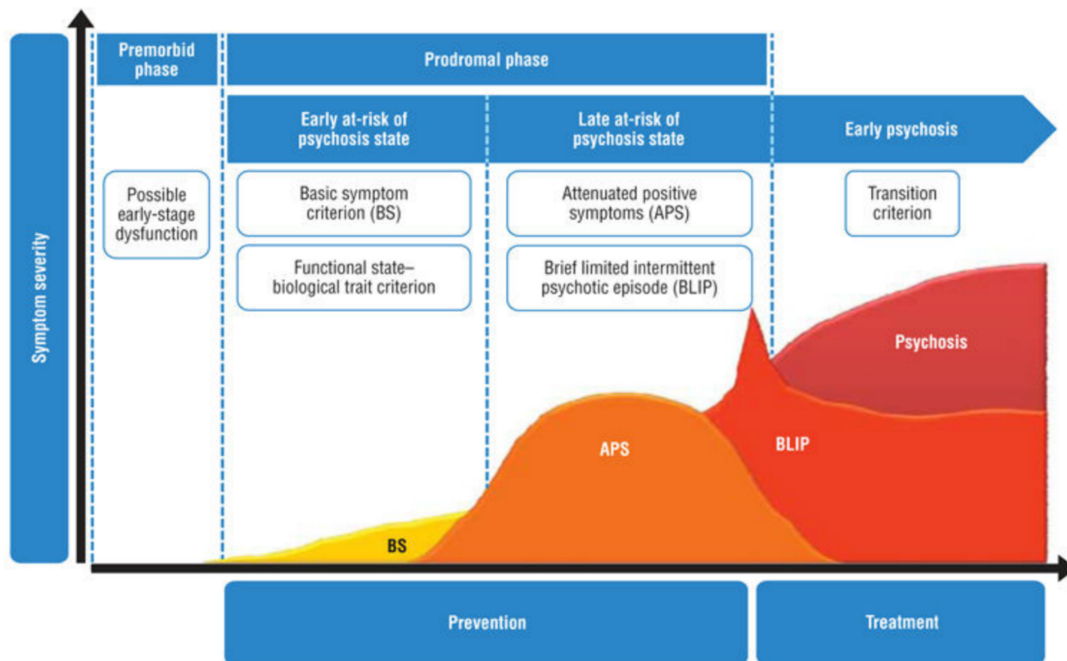 Premorbid
phase
Prodromal phase
Early at-risk of
psychosis state
Late at-risk of
psychosis state
Early psychosis
Possible
early-stage
dysfunction
Basic symptom
criterion (BS)
Functional state–
biological trait criterion
Attenuated positive
symptoms (APS)
Brief limited intermittent
psychotic episode (BLIP)
Transition
criterion
Symptom severity
Psychosis
APS
BLIP
BS
Prevention
Treatment